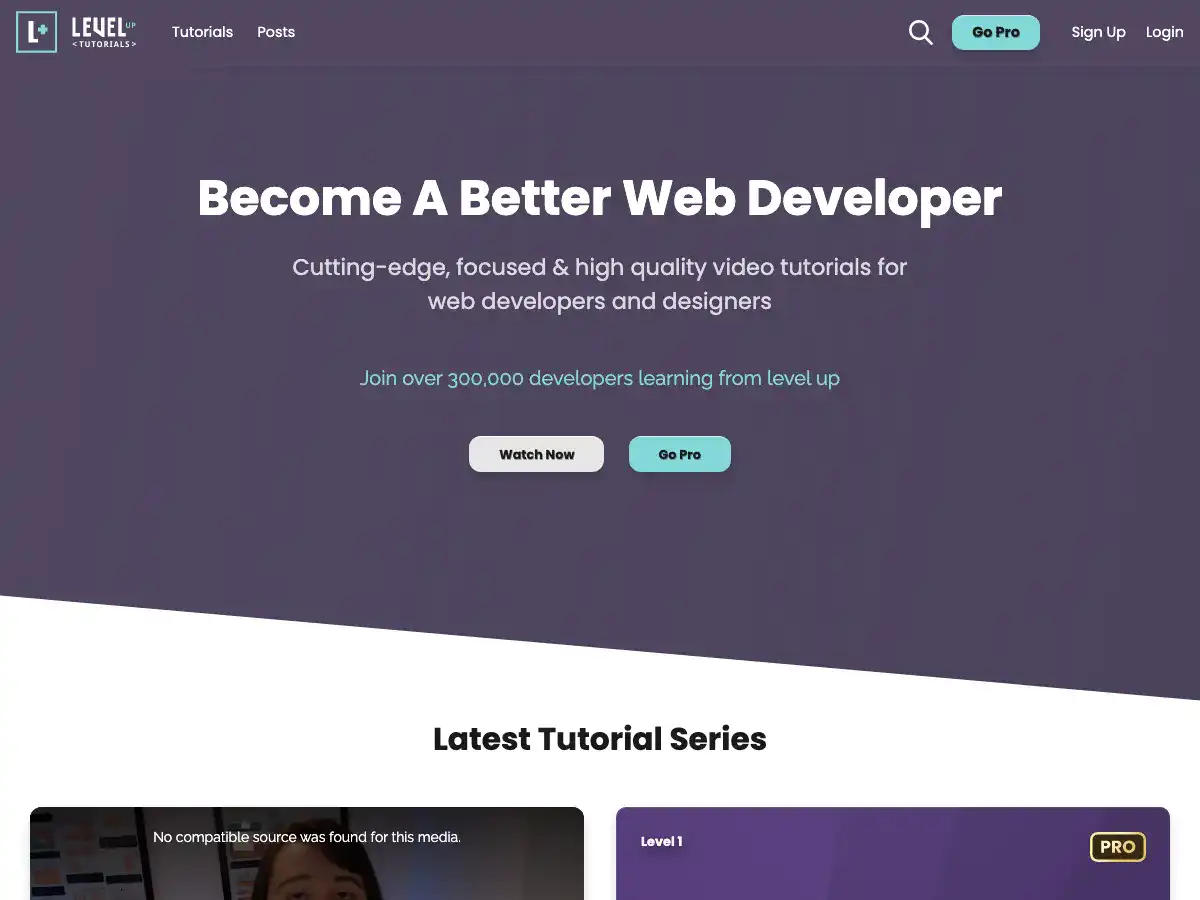 L+
LEVEL UP
<TUTORIALS>
Tutorials
Posts
Go Pro
Sign Up
Login
Become A Better Web Developer
Cutting-edge, focused & high quality video tutorials for
web developers and designers
Join over 300,000 developers learning from level up
Watch Now
Go Pro
Latest Tutorial Series
No compatible source was found for this media.
Level 1
PRO